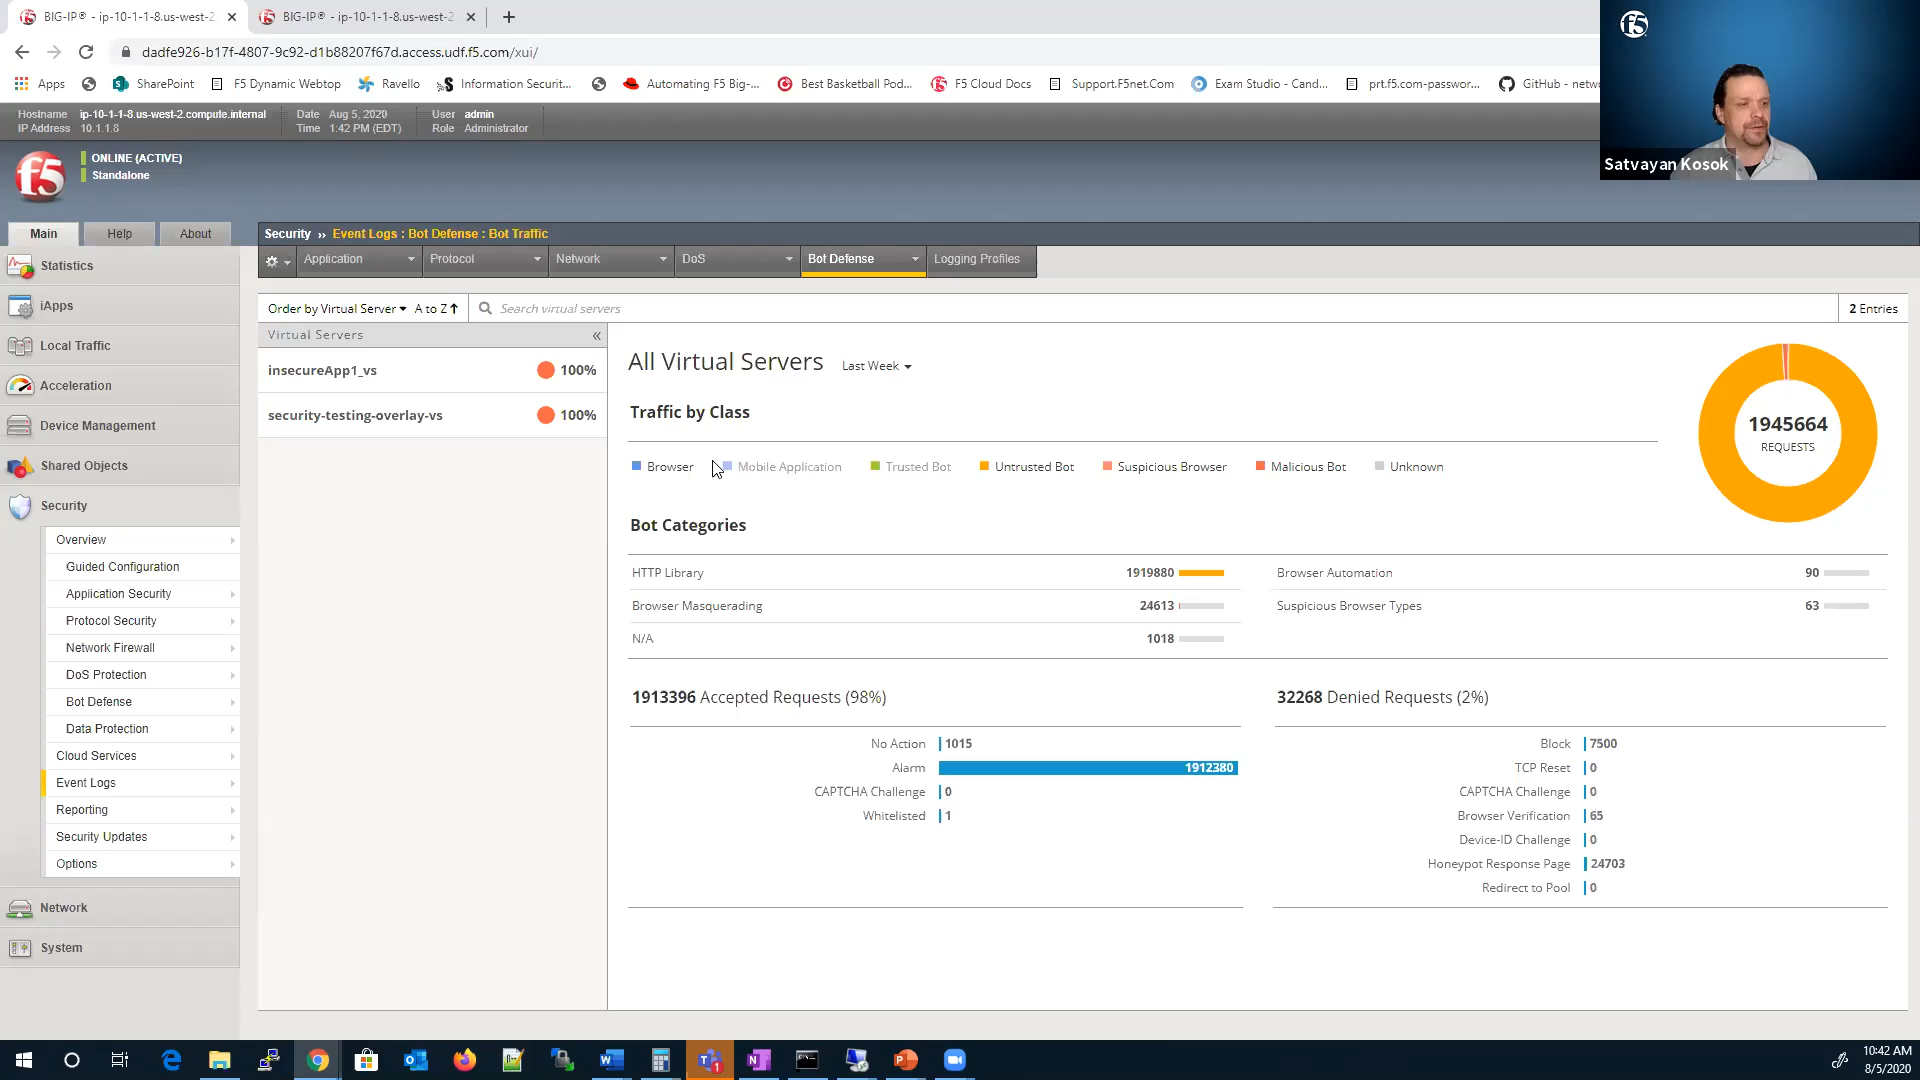 BIG-IP® - ip-10-1-1-8.us-west-2
BIG-IP® - ip-10-1-1-8.us-west-2
dadfe926-b17f-4807-9c92-d1b88207f67d.access.udf.f5.com/xui/
Apps
SharePoint
F5 Dynamic Webtop
Ravello
Information Securit...
Automating F5 Big-...
Best Basketball Pod...
F5 Cloud Docs
Support.F5net.Com
Exam Studio - Cand...
prt.f5.com-passwor...
GitHub - netw
f5
Satvayan Kosok
Hostname ip-10-1-1-8.us-west-2.compute.internal
IP Address 10.1.1.8
Date Aug 5, 2020
Time 1:42 PM (EDT)
User admin
Role Administrator
f5
ONLINE (ACTIVE)
Standalone
Main
Help
About
Security ›› Event Logs : Bot Defense : Bot Traffic
Application
Protocol
Network
DoS
Bot Defense
Logging Profiles
Statistics
iApps
Local Traffic
Acceleration
Device Management
Shared Objects
Security
Overview
Guided Configuration
Application Security
Protocol Security
Network Firewall
DoS Protection
Bot Defense
Data Protection
Cloud Services
Event Logs
Reporting
Security Updates
Options
Network
System
Order by Virtual Server A to Z
Search virtual servers
2 Entries
Virtual Servers «
insecureApp1_vs 100%
security-testing-overlay-vs 100%
All Virtual Servers Last Week
Traffic by Class
Browser
Mobile Application
Trusted Bot
Untrusted Bot
Suspicious Browser
Malicious Bot
Unknown
1945664
REQUESTS
Bot Categories
HTTP Library 1919880
Browser Masquerading 24613
N/A 1018
Browser Automation 90
Suspicious Browser Types 63
1913396 Accepted Requests (98%)
No Action 1015
Alarm 1912380
CAPTCHA Challenge 0
Whitelisted 1
32268 Denied Requests (2%)
Block 7500
TCP Reset 0
CAPTCHA Challenge 0
Browser Verification 65
Device-ID Challenge 0
Honeypot Response Page 24703
Redirect to Pool 0
10:42 AM
8/5/2020